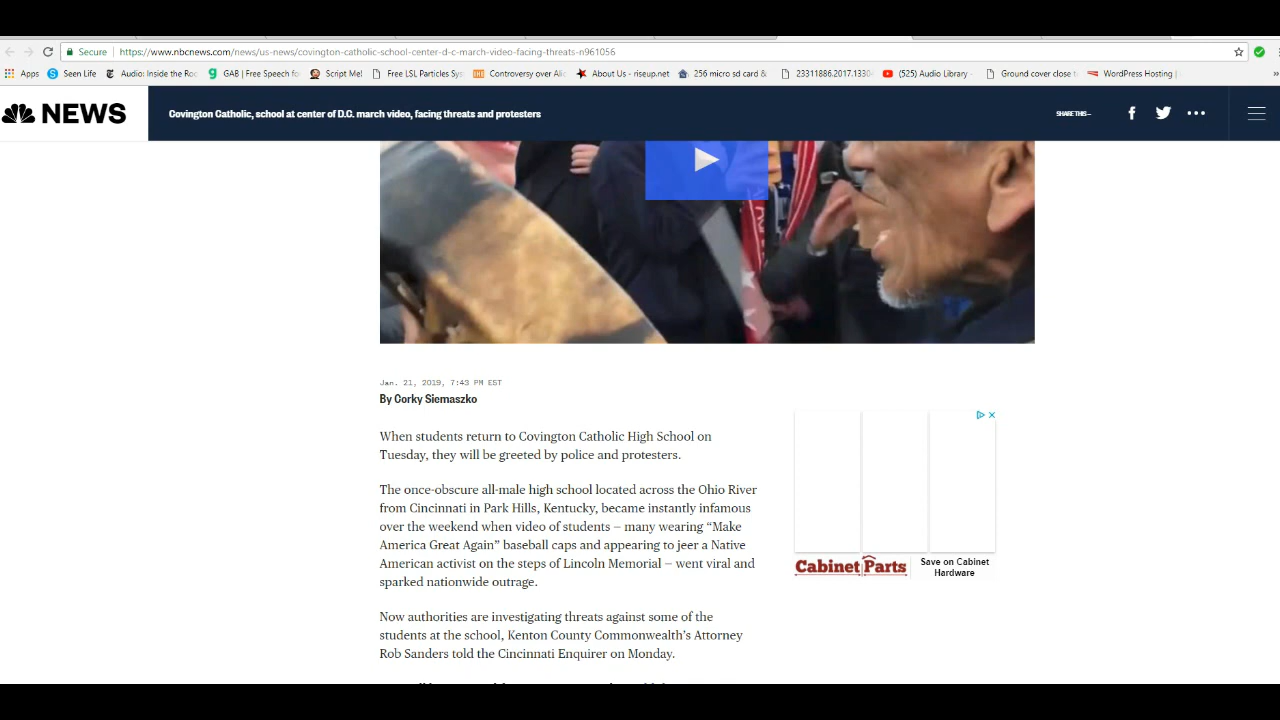 Secure
https://www.nbcnews.com/news/us-news/covington-catholic-school-center-d-c-march-video-facing-threats-n961056
Apps
Seen Life
Audio: Inside the Roc
GAB | Free Speech fo
Script Me!
Free LSL Particles Sys
Controversy over Ali
About Us - riseup.net
256 micro sd card &
23311886.2017.1330
(525) Audio Library -
Ground cover close t
WordPress Hosting |
NEWS
Covington Catholic, school at center of D.C. march video, facing threats and protesters
SHARE THIS —
Jan. 21, 2019, 7:43 PM EST
By Corky Siemaszko
When students return to Covington Catholic High School on
Tuesday, they will be greeted by police and protesters.
The once-obscure all-male high school located across the Ohio River
from Cincinnati in Park Hills, Kentucky, became instantly infamous
over the weekend when video of students — many wearing “Make
America Great Again” baseball caps and appearing to jeer a Native
American activist on the steps of Lincoln Memorial — went viral and
sparked nationwide outrage.
Now authorities are investigating threats against some of the
students at the school, Kenton County Commonwealth’s Attorney
Rob Sanders told the Cincinnati Enquirer on Monday.
CabinetParts
Save on Cabinet
Hardware